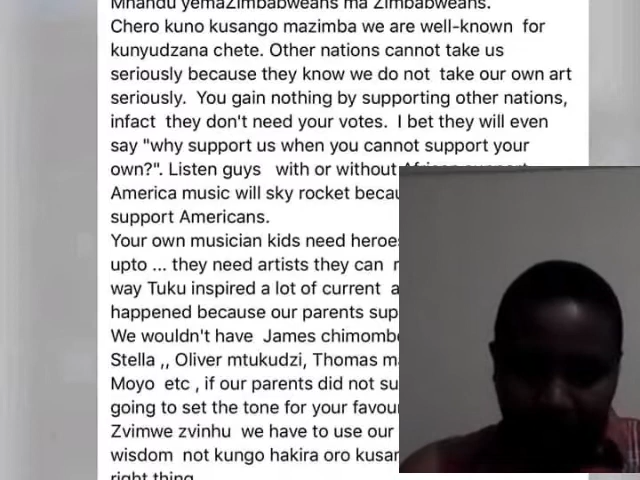 Mhandu yemaZimbabweans ma Zimbabweans.
Chero kuno kusango mazimba we are well-known for
kunyudzana chete. Other nations cannot take us
seriously because they know we do not take our own art
seriously. You gain nothing by supporting other nations,
infact they don't need your votes. I bet they will even
say "why support us when you cannot support your
own?". Listen guys with or without African support
America music will sky rocket
support Americans.
Your own musician kids need
upto ... they need artists they can
way Tuku inspired a lot of current
happened because our parents
We wouldn't have James
Stella ,, Oliver mtukudzi, Thomas
Moyo etc , if our parents did not
going to set the tone for your
Zvimwe zvinhu we have to use our
wisdom not kungo hakira oro
right thing